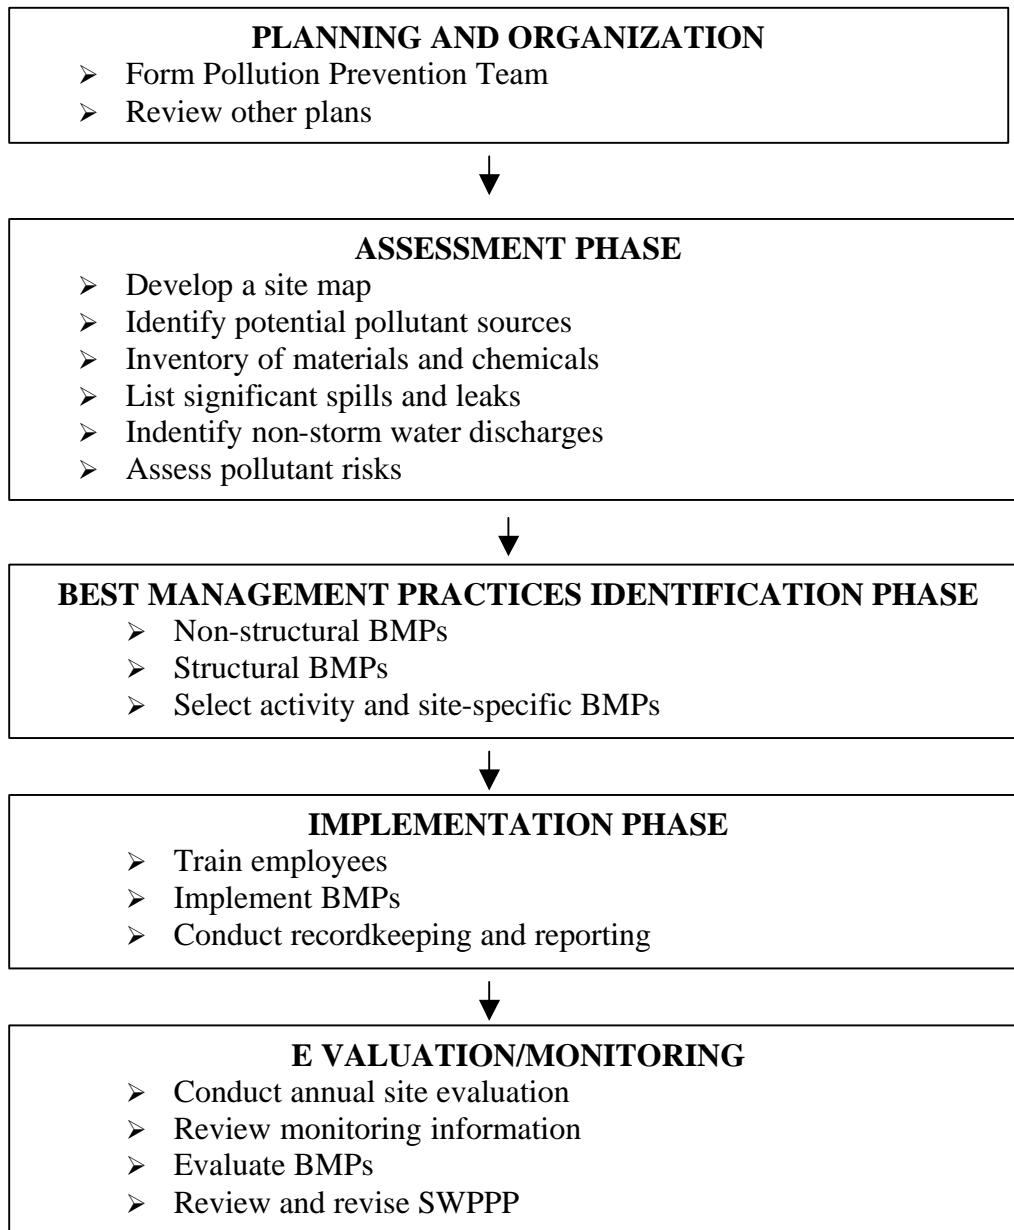 PLANNING AND ORGANIZATION
➢ Form Pollution Prevention Team
➢ Review other plans
ASSESSMENT PHASE
➢ Develop a site map
➢ Identify potential pollutant sources
➢ Inventory of materials and chemicals
➢ List significant spills and leaks
➢ Indentify non-storm water discharges
➢ Assess pollutant risks
BEST MANAGEMENT PRACTICES IDENTIFICATION PHASE
➢ Non-structural BMPs
➢ Structural BMPs
➢ Select activity and site-specific BMPs
IMPLEMENTATION PHASE
➢ Train employees
➢ Implement BMPs
➢ Conduct recordkeeping and reporting
E VALUATION/MONITORING
➢ Conduct annual site evaluation
➢ Review monitoring information
➢ Evaluate BMPs
➢ Review and revise SWPPP